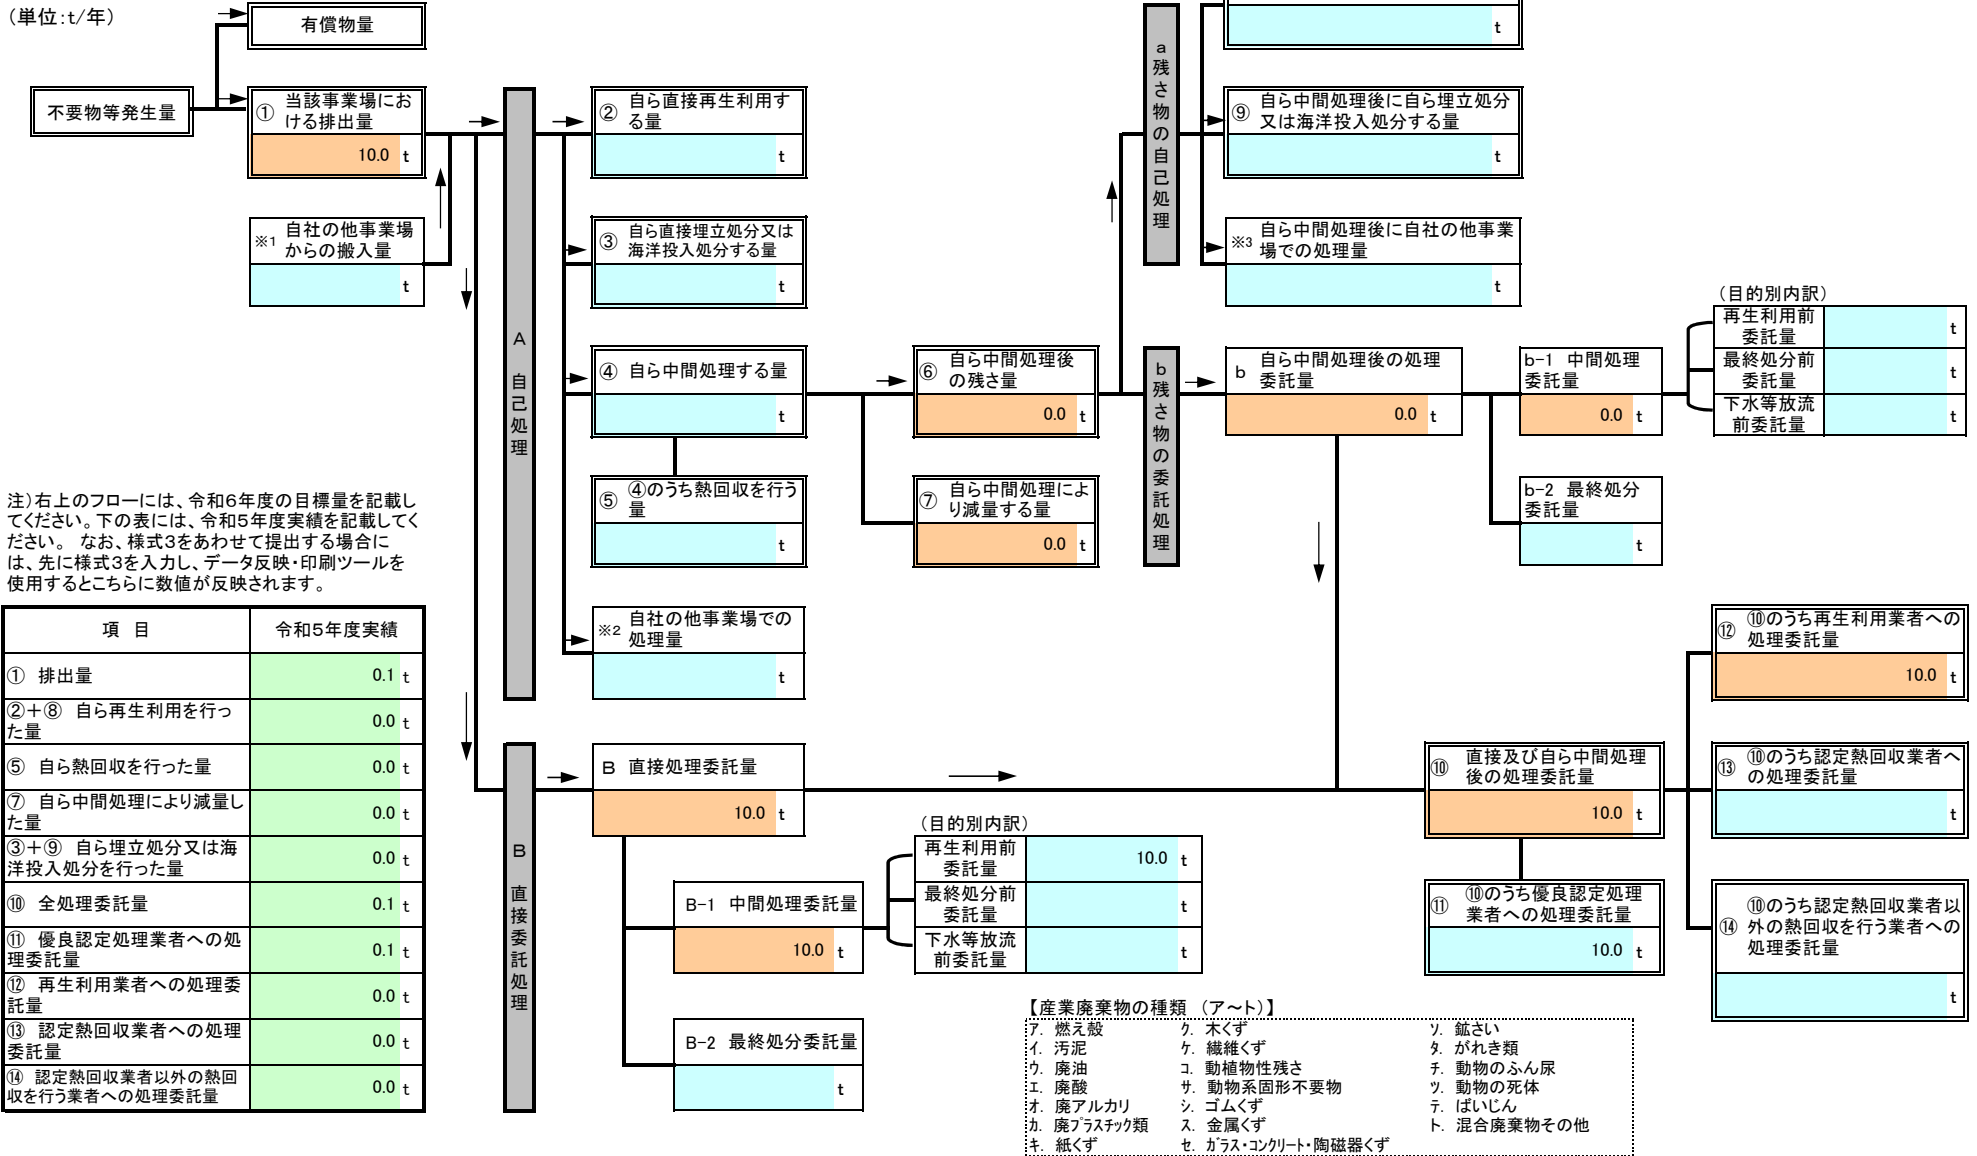 (単位:t/年)
有償物量
不要物等発生量
① 当該事業場にお
ける排出量
10.0 t
※1 自社の他事業場
からの搬入量
t
A 自己処理
② 自ら直接再生利用す
る量
t
③ 自ら直接埋立処分又は
海洋投入処分する量
t
④ 自ら中間処理する量
t
⑤ ④のうち熱回収を行う
量
t
※2 自社の他事業場での
処理量
t
⑥ 自ら中間処理後
の残さ量
0.0 t
⑦ 自ら中間処理によ
り減量する量
0.0 t
a 残さ物の自己処理
t
⑨ 自ら中間処理後に自ら埋立処分
又は海洋投入処分する量
t
※3 自ら中間処理後に自社の他事業
場での処理量
t
b 残さ物の委託処理
b 自ら中間処理後の処理
委託量
0.0 t
b-1 中間処理
委託量
0.0 t
(目的別内訳)
再生利用前
委託量
t
最終処分前
委託量
t
下水等放流
前委託量
t
b-2 最終処分
委託量
t
注)右上のフローには、令和6年度の目標量を記載し
てください。下の表には、令和5年度実績を記載してく
ださい。 なお、様式3をあわせて提出する場合に
は、先に様式3を入力し、データ反映・印刷ツールを
使用するとこちらに数値が反映されます。
項 目 令和5年度実績
① 排出量 0.1 t
②+⑧ 自ら再生利用を行っ
た量 0.0 t
⑤ 自ら熱回収を行った量 0.0 t
⑦ 自ら中間処理により減量し
た量 0.0 t
③+⑨ 自ら埋立処分又は海
洋投入処分を行った量 0.0 t
⑩ 全処理委託量 0.1 t
⑪ 優良認定処理業者への処
理委託量 0.1 t
⑫ 再生利用業者への処理委
託量 0.0 t
⑬ 認定熱回収業者への処理
委託量 0.0 t
⑭ 認定熱回収業者以外の熱回
収を行う業者への処理委託量 0.0 t
B 直接委託処理
B 直接処理委託量
10.0 t
B-1 中間処理委託量
10.0 t
(目的別内訳)
再生利用前
委託量
10.0 t
最終処分前
委託量
t
下水等放流
前委託量
t
B-2 最終処分委託量
t
⑩ 直接及び自ら中間処理
後の処理委託量
10.0 t
⑪ ⑩のうち優良認定処理
業者への処理委託量
10.0 t
⑫ ⑩のうち再生利用業者への
処理委託量
10.0 t
⑬ ⑩のうち認定熱回収業者へ
の処理委託量
t
⑭ ⑩のうち認定熱回収業者以
外の熱回収を行う業者への
処理委託量
t
【産業廃棄物の種類 (ア~ト)】
ア. 燃え殻 ク. 木くず ソ. 鉱さい
イ. 汚泥 ケ. 繊維くず タ. がれき類
ウ. 廃油 コ. 動植物性残さ チ. 動物のふん尿
エ. 廃酸 サ. 動物系固形不要物 ツ. 動物の死体
オ. 廃アルカリ シ. ゴムくず テ. ばいじん
カ. 廃プラスチック類 ス. 金属くず ト. 混合廃棄物その他
キ. 紙くず セ. ガラス・コンクリート・陶磁器くず